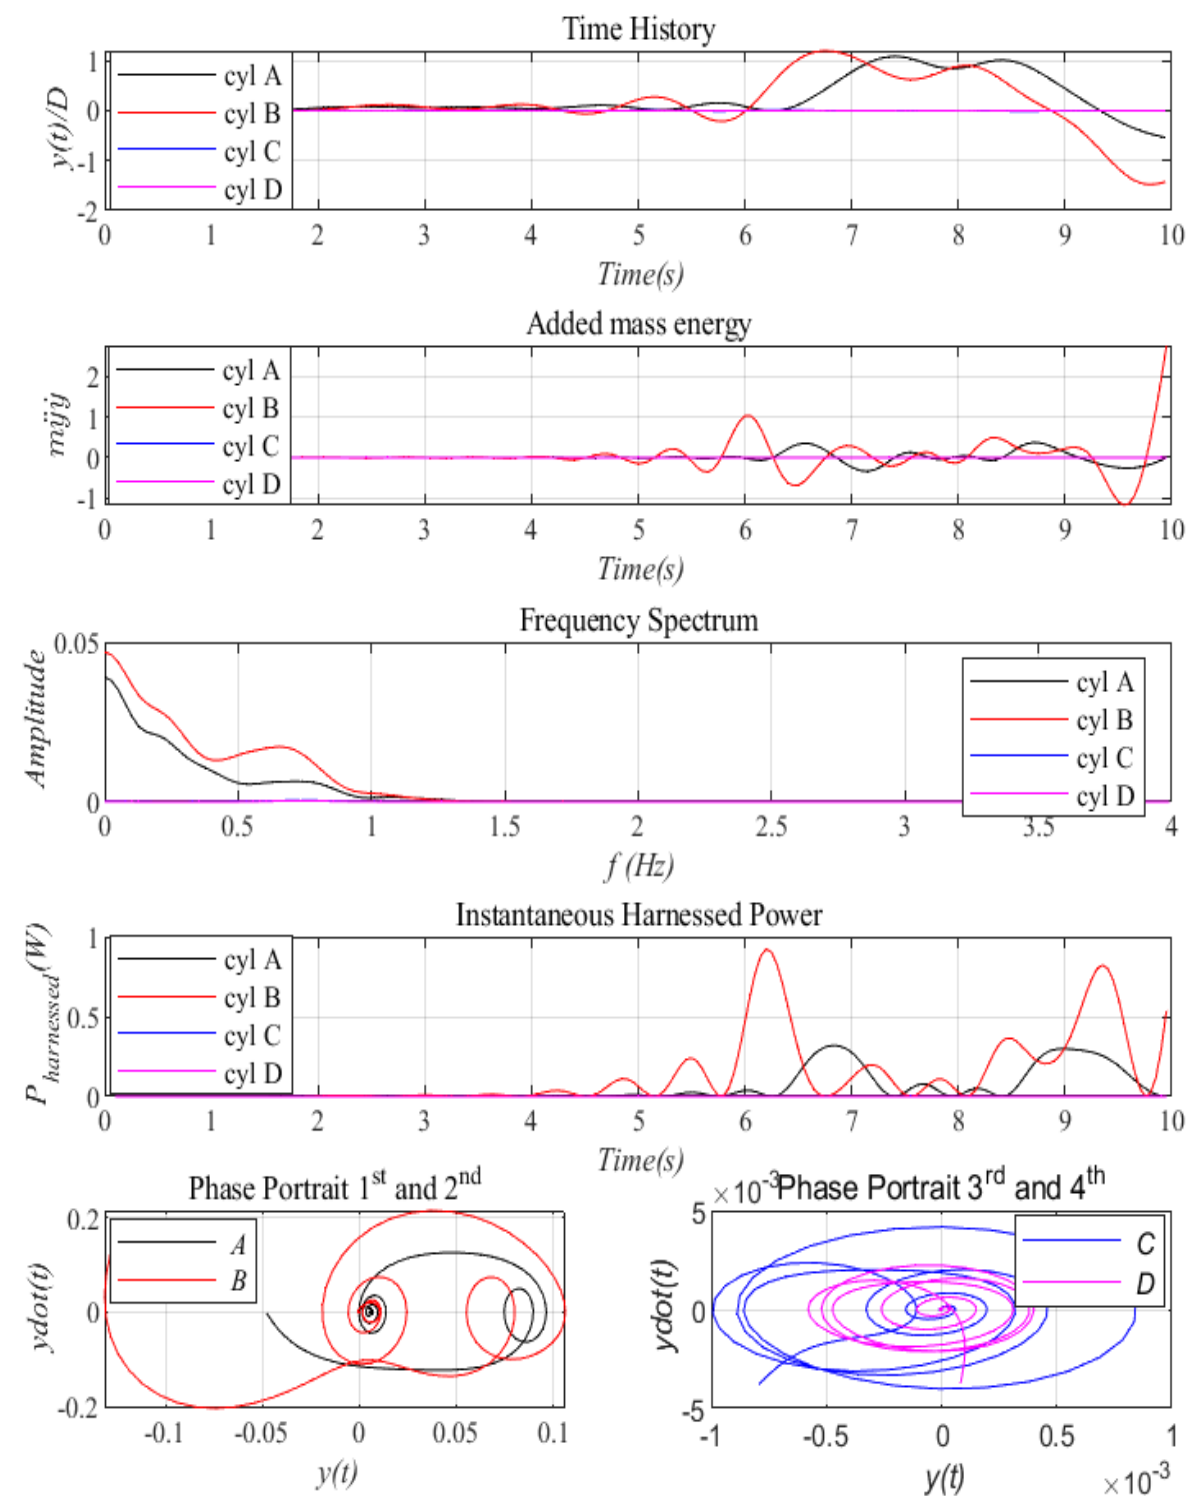 Time History
y(t)/D
1
0
-1
-2
cyl A
cyl B
cyl C
cyl D
0 1 2 3 4 5 6 7 8 9 10
Time(s)
Added mass energy
mÿẏ
2
1
0
-1
cyl A
cyl B
cyl C
cyl D
0 1 2 3 4 5 6 7 8 9 10
Time(s)
Frequency Spectrum
Amplitude
0.05
0
cyl A
cyl B
cyl C
cyl D
0 0.5 1 1.5 2 2.5 3 3.5 4
f (Hz)
Instantaneous Harnessed Power
P harnessed (W)
1
0.5
0
cyl A
cyl B
cyl C
cyl D
0 1 2 3 4 5 6 7 8 9 10
Time(s)
Phase Portrait 1st and 2nd
ydot(t)
0.2
0
-0.2
A
B
-0.1 -0.05 0 0.05 0.1
y(t)
×10-3 Phase Portrait 3rd and 4th
ydot(t)
5
0
-5
C
D
-1 -0.5 0 0.5 1
y(t) ×10-3